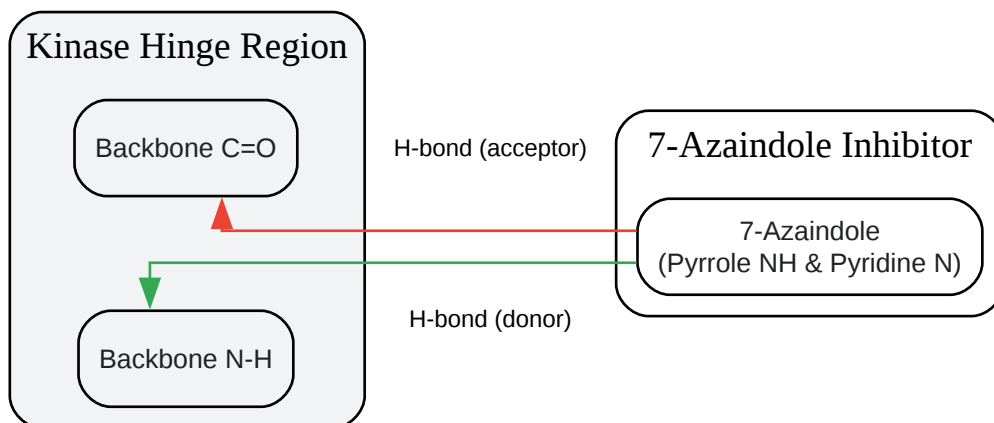 Kinase Hinge Region
Backbone C=O
H-bond (acceptor)
7-Azaindole Inhibitor
7-Azaindole
(Pyrrole NH & Pyridine N)
H-bond (donor)
Backbone N-H